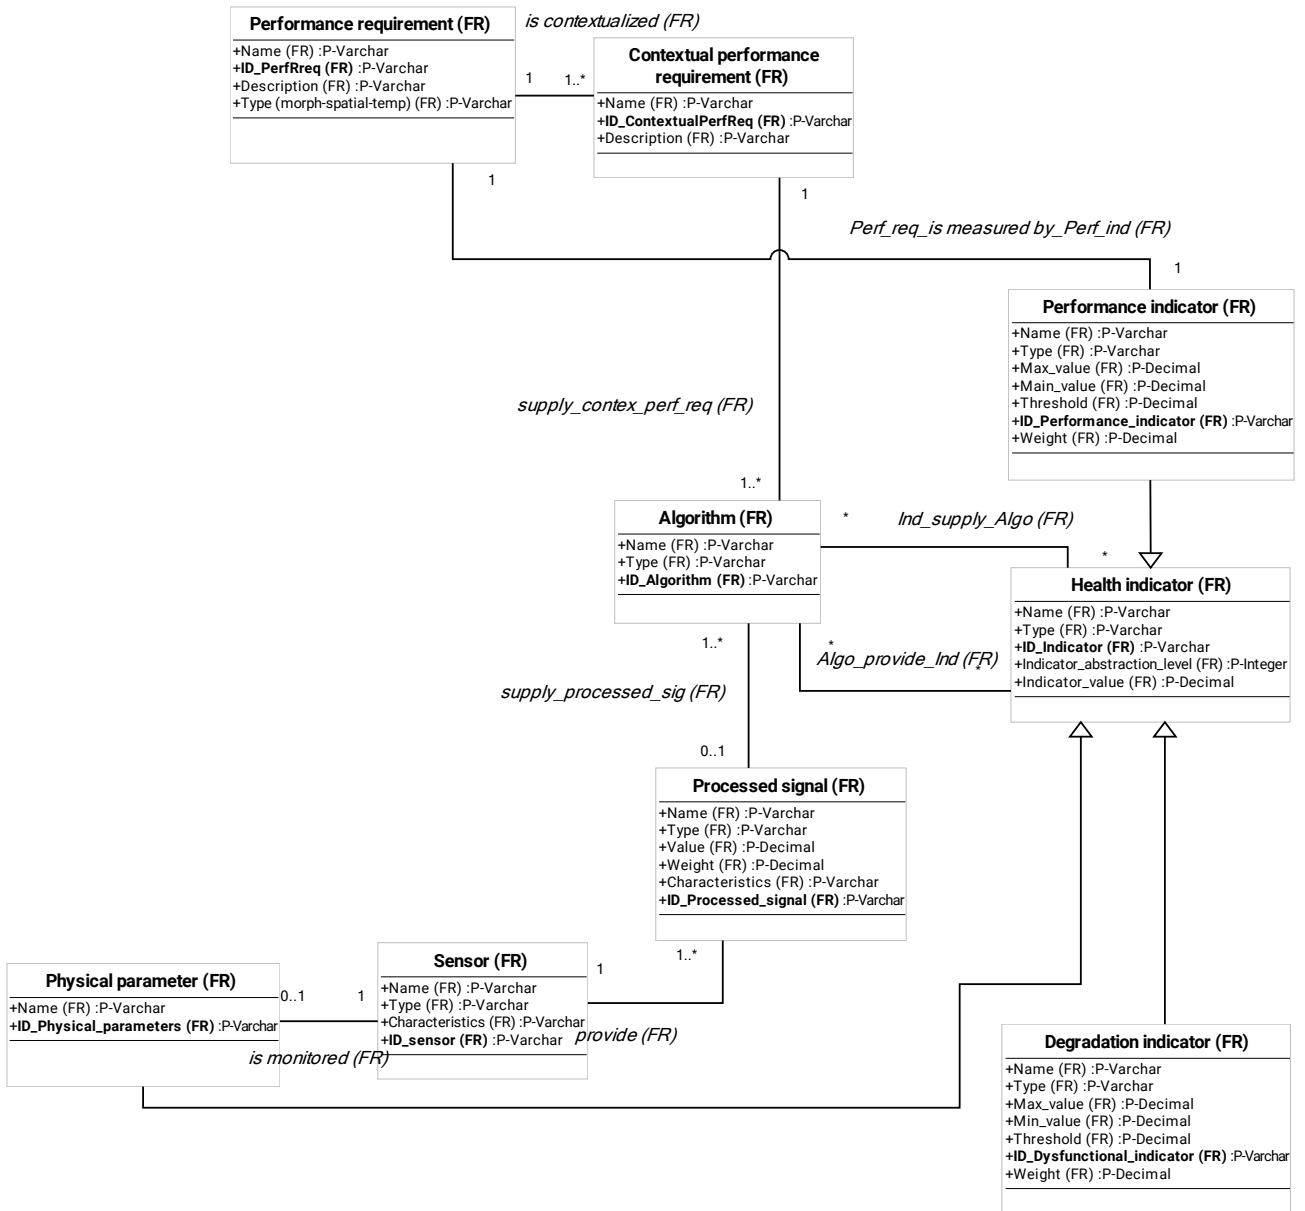 is contextualized (FR)
Performance requirement (FR)
+Name (FR) :P-Varchar
+ID_PerfRreq (FR) :P-Varchar
+Description (FR) :P-Varchar
+Type (morph-spatial-temp) (FR) :P-Varchar
1
1..*
Contextual performance
requirement (FR)
+Name (FR) :P-Varchar
+ID_ContextualPerfReq (FR) :P-Varchar
+Description (FR) :P-Varchar
1
1
Perf_req_is measured by_Perf_ind (FR)
1
Performance indicator (FR)
+Name (FR) :P-Varchar
+Type (FR) :P-Varchar
+Max_value (FR) :P-Decimal
+Main_value (FR) :P-Decimal
+Threshold (FR) :P-Decimal
+ID_Performance_indicator (FR) :P-Varchar
+Weight (FR) :P-Decimal
supply_contex_perf_req (FR)
1..*
Algorithm (FR)
+Name (FR) :P-Varchar
+Type (FR) :P-Varchar
+ID_Algorithm (FR) :P-Varchar
*
Ind_supply_Algo (FR)
*
Health indicator (FR)
+Name (FR) :P-Varchar
+Type (FR) :P-Varchar
+ID_Indicator (FR) :P-Varchar
+Indicator_abstraction_level (FR) :P-Integer
+Indicator_value (FR) :P-Decimal
1..*
*
Algo_provide_Ind (FR)
*
supply_processed_sig (FR)
0..1
Processed signal (FR)
+Name (FR) :P-Varchar
+Type (FR) :P-Varchar
+Value (FR) :P-Decimal
+Weight (FR) :P-Decimal
+Characteristics (FR) :P-Varchar
+ID_Processed_signal (FR) :P-Varchar
1..*
1
Sensor (FR)
+Name (FR) :P-Varchar
+Type (FR) :P-Varchar
+Characteristics (FR) :P-Varchar
+ID_sensor (FR) :P-Varchar
provide (FR)
Physical parameter (FR)
+Name (FR) :P-Varchar
+ID_Physical_parameters (FR) :P-Varchar
0..1
1
is monitored (FR)
Degradation indicator (FR)
+Name (FR) :P-Varchar
+Type (FR) :P-Varchar
+Max_value (FR) :P-Decimal
+Min_value (FR) :P-Decimal
+Threshold (FR) :P-Decimal
+ID_Dysfunctional_indicator (FR) :P-Varchar
+Weight (FR) :P-Decimal